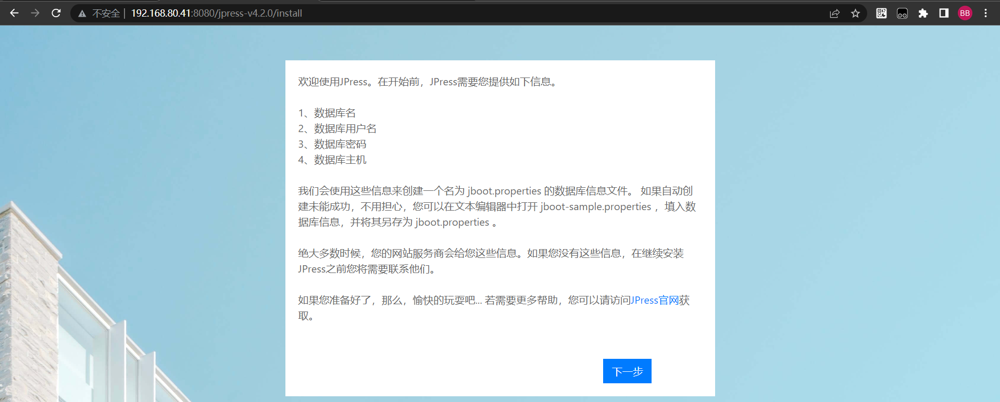 不安全 | 192.168.80.41:8080/jpress-v4.2.0/install
BB
欢迎使用JPress。在开始前，JPress需要您提供如下信息。
1、数据库名
2、数据库用户名
3、数据库密码
4、数据库主机
我们会使用这些信息来创建一个名为 jboot.properties 的数据库信息文件。 如果自动创
建未能成功，不用担心，您可以在文本编辑器中打开 jboot-sample.properties ，填入数
据库信息，并将其另存为 jboot.properties 。
绝大多数时候，您的网站服务商会给您这些信息。如果您没有这些信息，在继续安装
JPress之前您将需要联系他们。
如果您准备好了，那么，愉快的玩耍吧... 若需要更多帮助，您可以请访问JPress官网获
取。
下一步